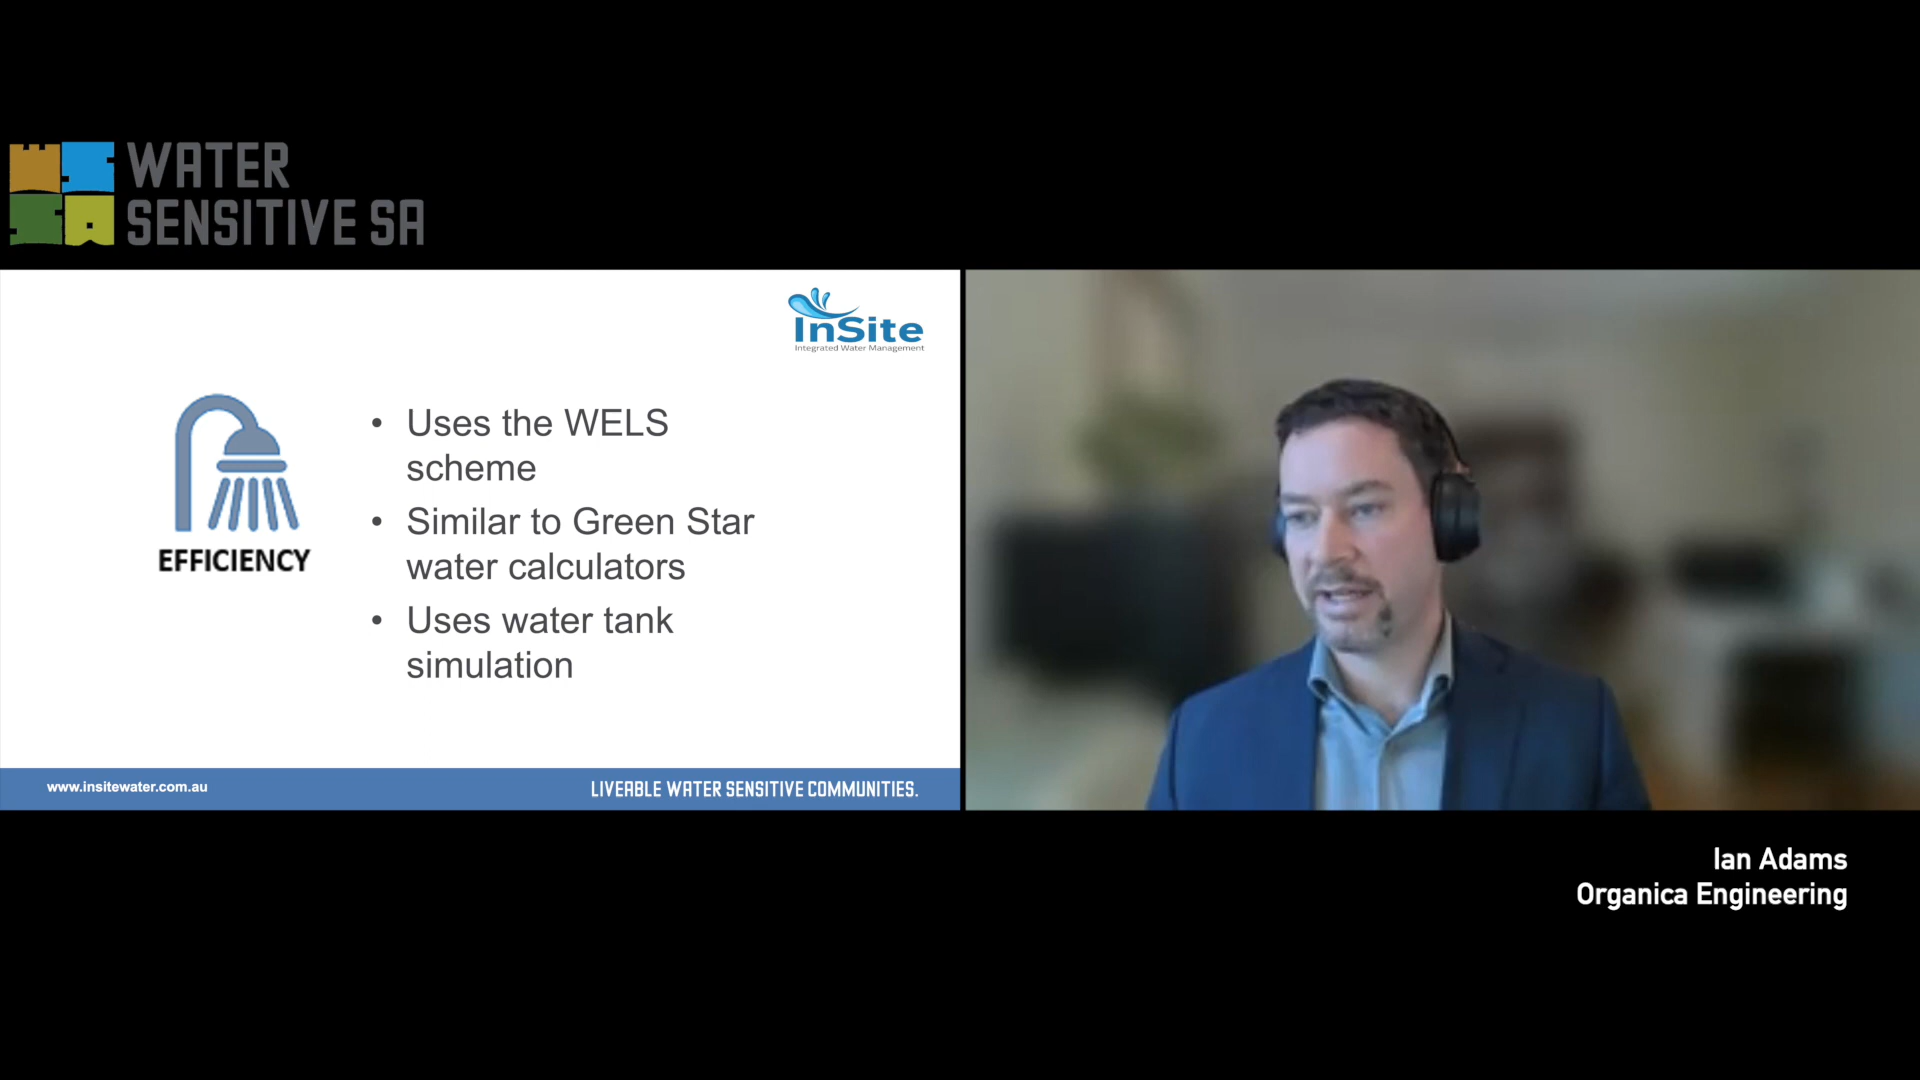 WATER
SENSITIVE SA
InSite
Integrated Water Management
• Uses the WELS
scheme
• Similar to Green Star
water calculators
• Uses water tank
simulation
EFFICIENCY
www.insitewater.com.au
LIVEABLE WATER SENSITIVE COMMUNITIES.
Ian Adams
Organica Engineering